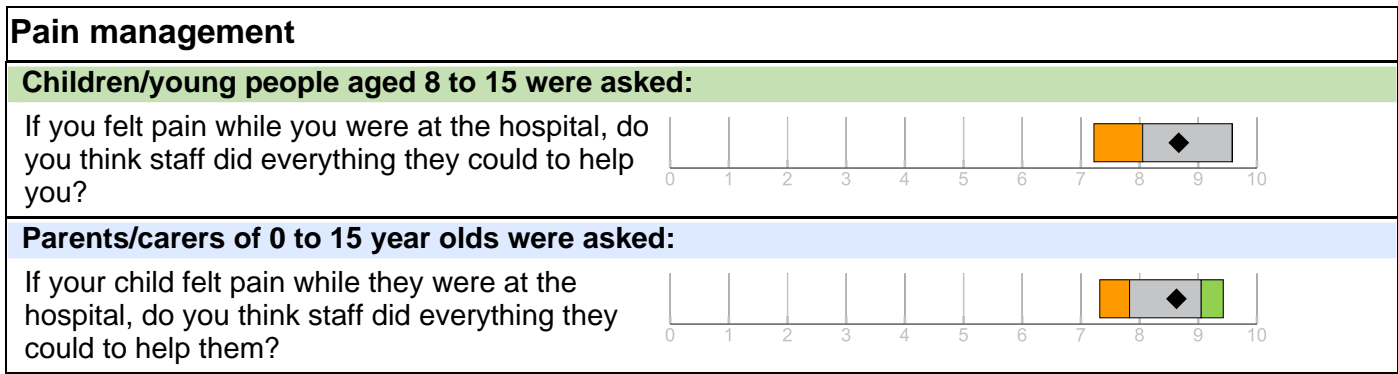 Pain management
Children/young people aged 8 to 15 were asked:
If you felt pain while you were at the hospital, do
you think staff did everything they could to help
you?
0 1 2 3 4 5 6 7 8 9 10
Parents/carers of 0 to 15 year olds were asked:
If your child felt pain while they were at the
hospital, do you think staff did everything they
could to help them?
0 1 2 3 4 5 6 7 8 9 10